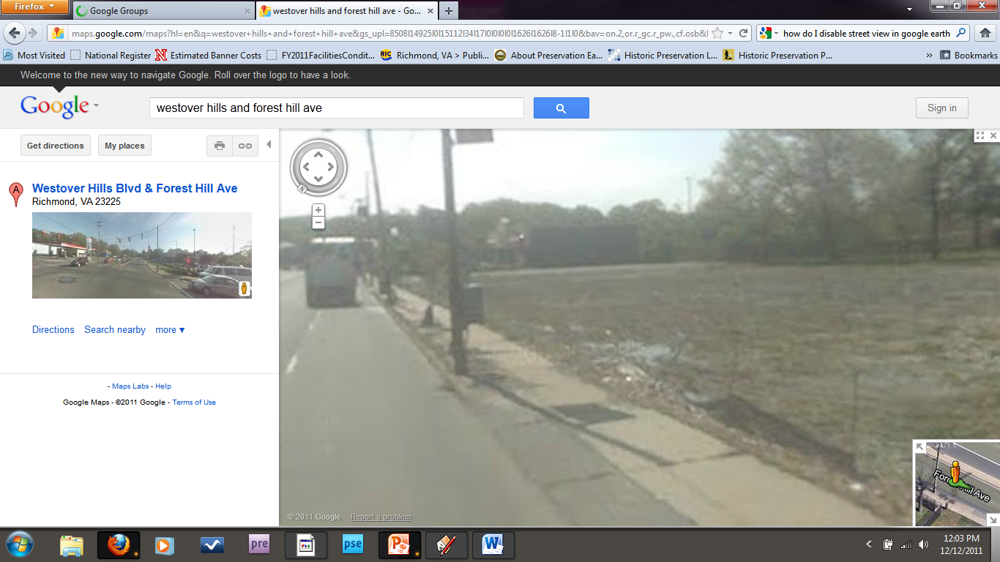 Firefox
Google Groups
westover hills and forest hill ave - Go...
maps.google.com/maps?hl=en&q=westover+hills+and+forest+hill+ave&gs_upl=8508l14925l0l15112l34l17l0l0l0l0l1626l1626l8-1l1l0&bav=on.2,or.r_gc.r_pw.,cf.osb&l
how do I disable street view in google earth
Most Visited
National Register
Estimated Banner Costs
FY2011FacilitiesCondit...
Richmond, VA > Publi...
About Preservation Ea...
Historic Preservation L...
Historic Preservation P...
»
Bookmarks
Welcome to the new way to navigate Google. Roll over the logo to have a look.
Google
westover hills and forest hill ave
Sign in
Get directions
My places
A
Westover Hills Blvd & Forest Hill Ave
Richmond, VA 23225
Directions
Search nearby
more ▼
- Maps Labs - Help
Google Maps - ©2011 Google - Terms of Use
N
+
−
© 2011 Google
Report a problem
Hill Ave
pre
pse
12:03 PM
12/12/2011